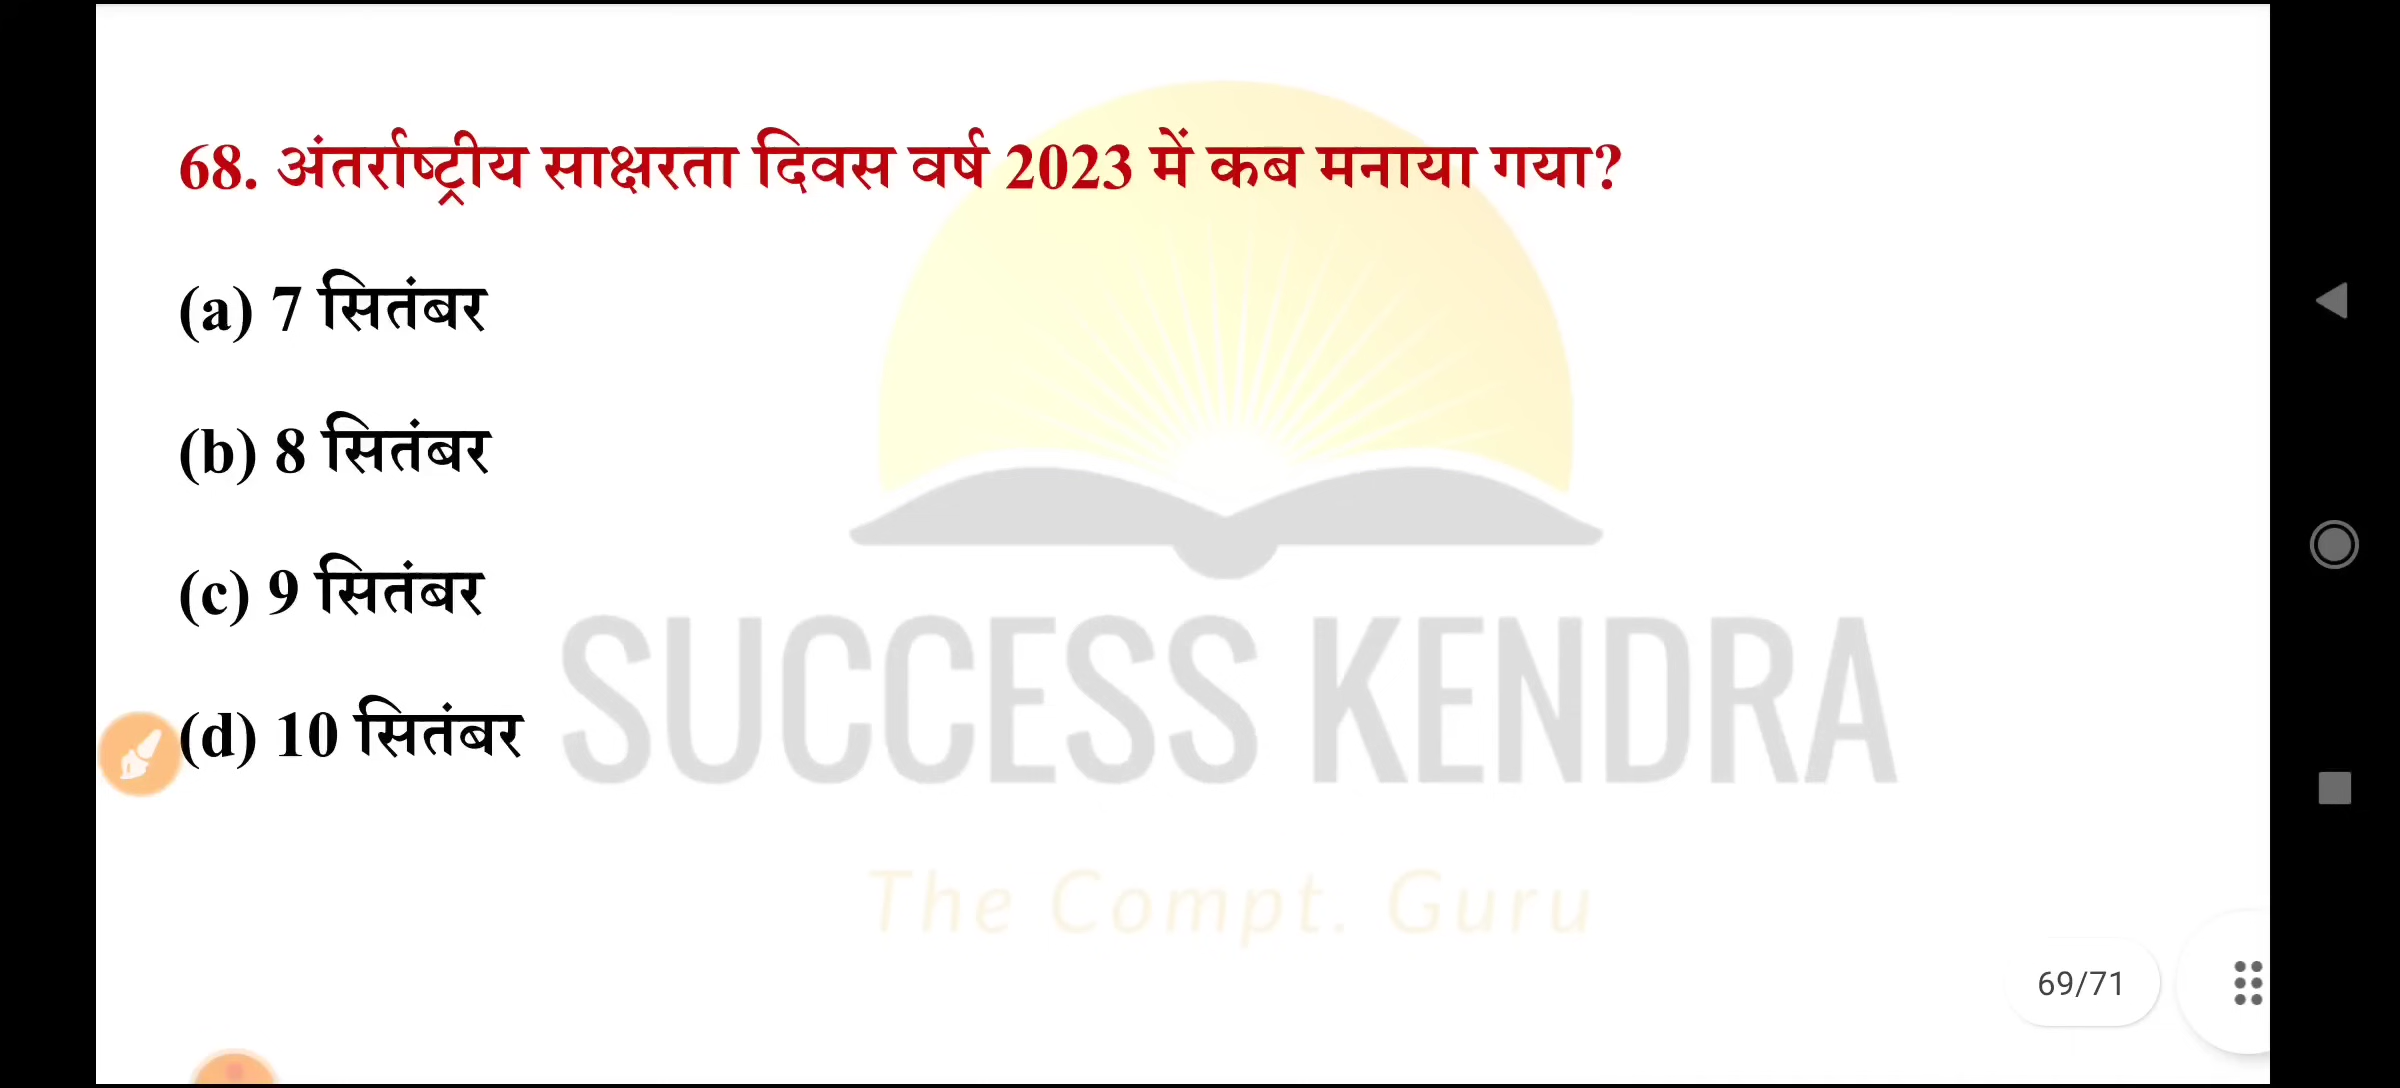 68. अंतर्राष्ट्रीय साक्षरता दिवस वर्ष 2023 में कब मनाया गया?
(a) 7 सितंबर
(b) 8 सितंबर
(c) 9 सितंबर
(d) 10 सितंबर
SUCCESS KENDRA
The Compt. Guru
69/71